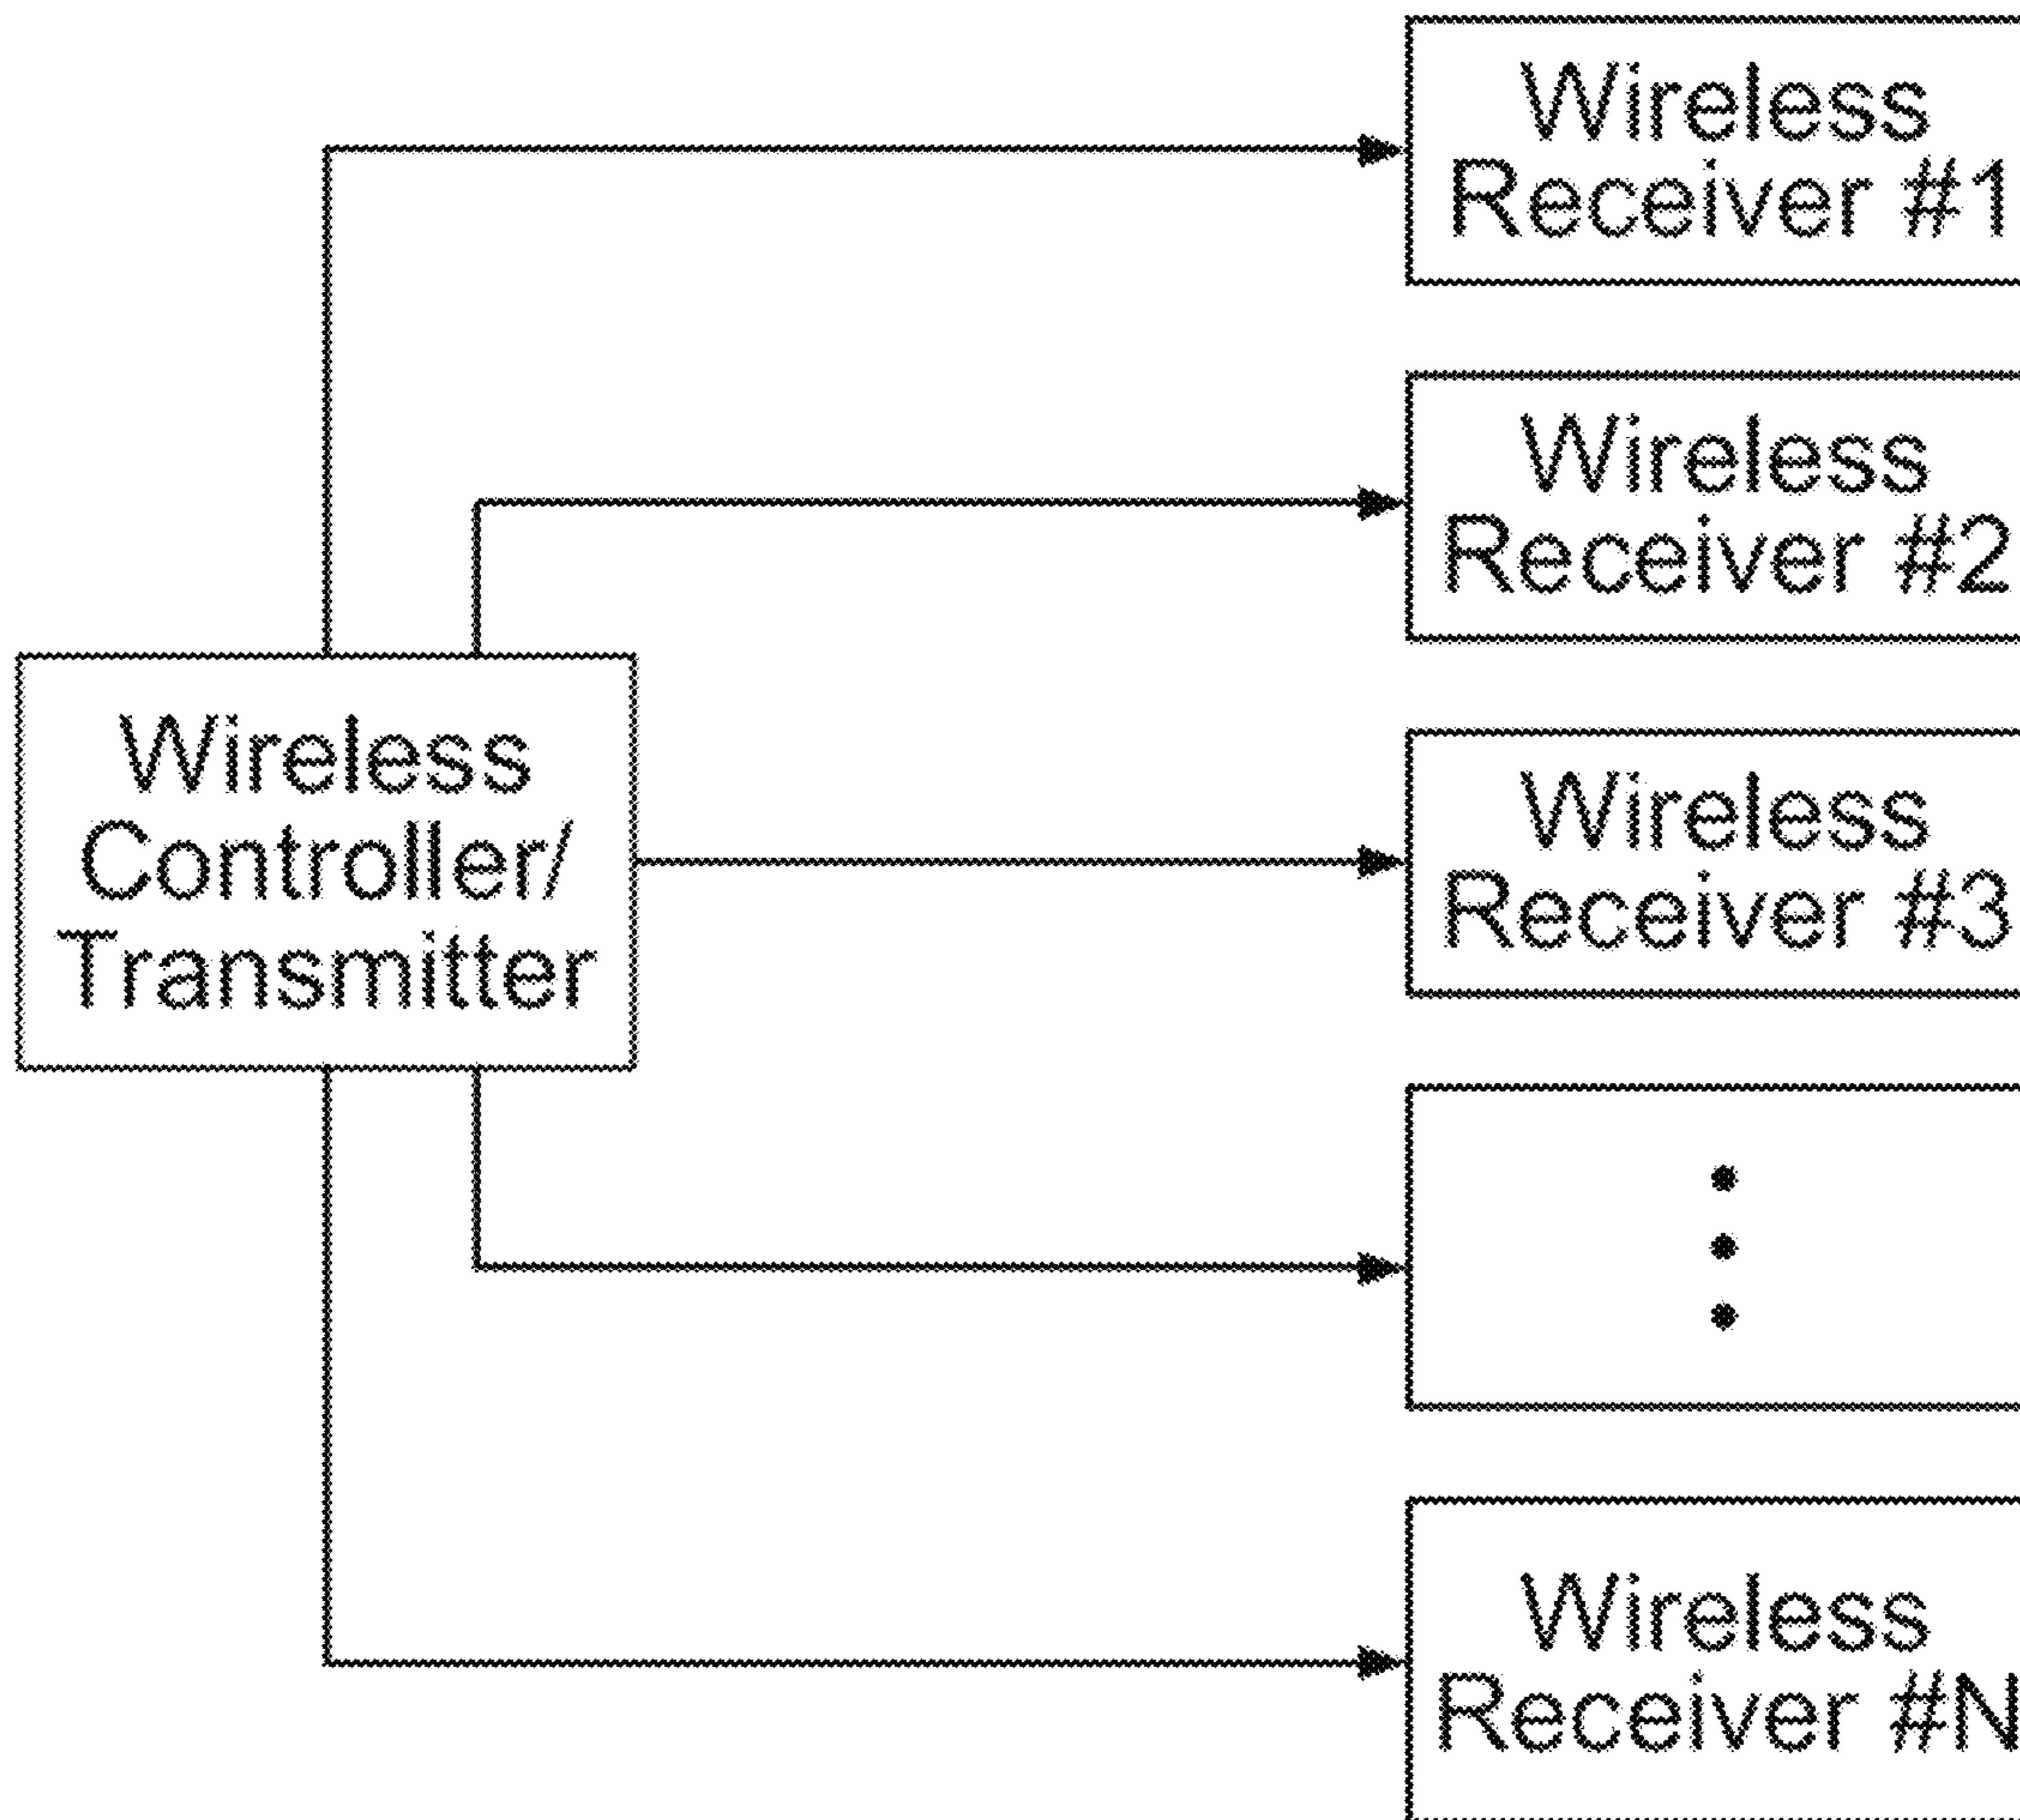 Wireless
Receiver #1
Wireless
Receiver #2
Wireless
Controller/
Transmitter
Wireless
Receiver #3
Wireless
Receiver #N